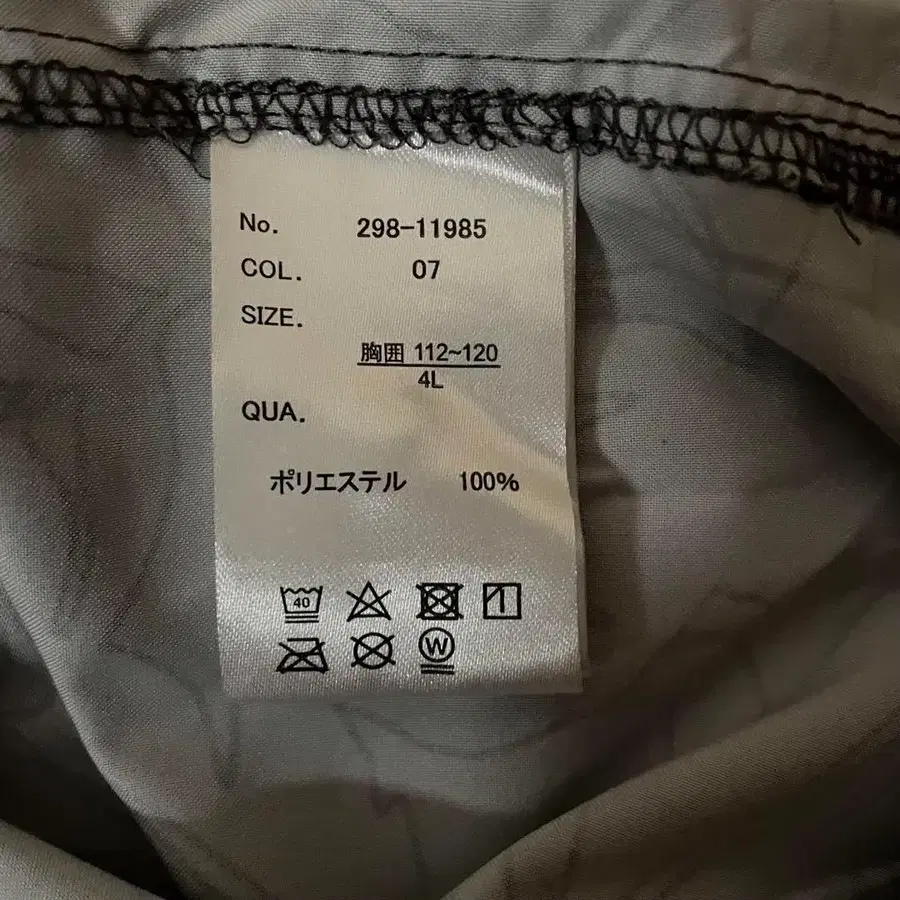 No. 298-11985
COL. 07
SIZE.
胸囲 112~120
4L
QUA.
ポリエステル 100%
40
W